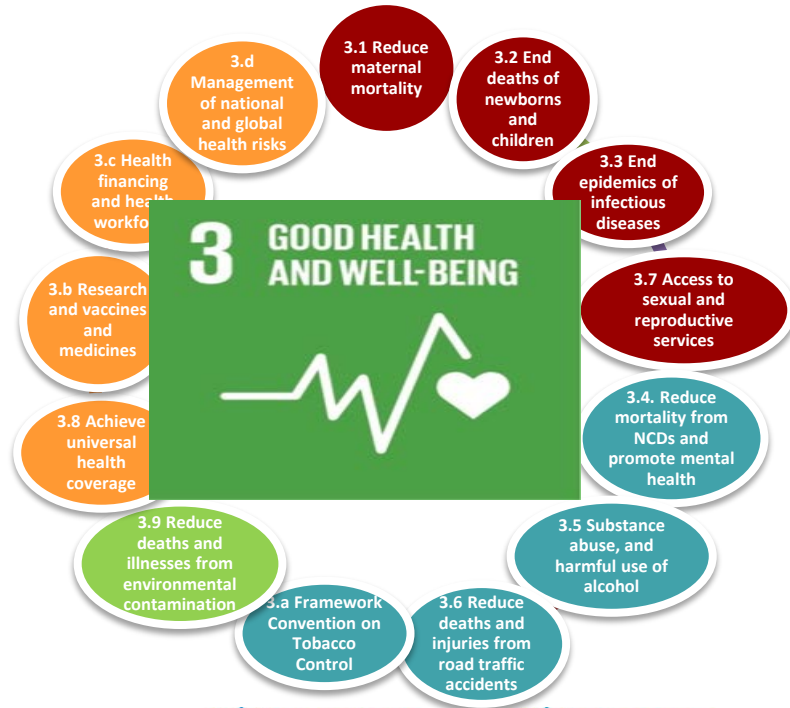 3.1 Reduce
maternal
mortality
3.2 End
deaths of
newborns
and
children
3.3 End
epidemics of
infectious
diseases
3.7 Access to
sexual and
reproductive
services
3.4. Reduce
mortality from
NCDs and
promote mental
health
3.5 Substance
abuse, and
harmful use of
alcohol
3.6 Reduce
deaths and
injuries from
road traffic
accidents
3.a Framework
Convention on
Tobacco
Control
3.9 Reduce
deaths and
illnesses from
environmental
contamination
3.8 Achieve
universal
health
coverage
3.b Research
and vaccines
and
medicines
3.c Health
financing
and health
3.d
Management
of national
and global
health risks
3 GOOD HEALTH
AND WELL-BEING